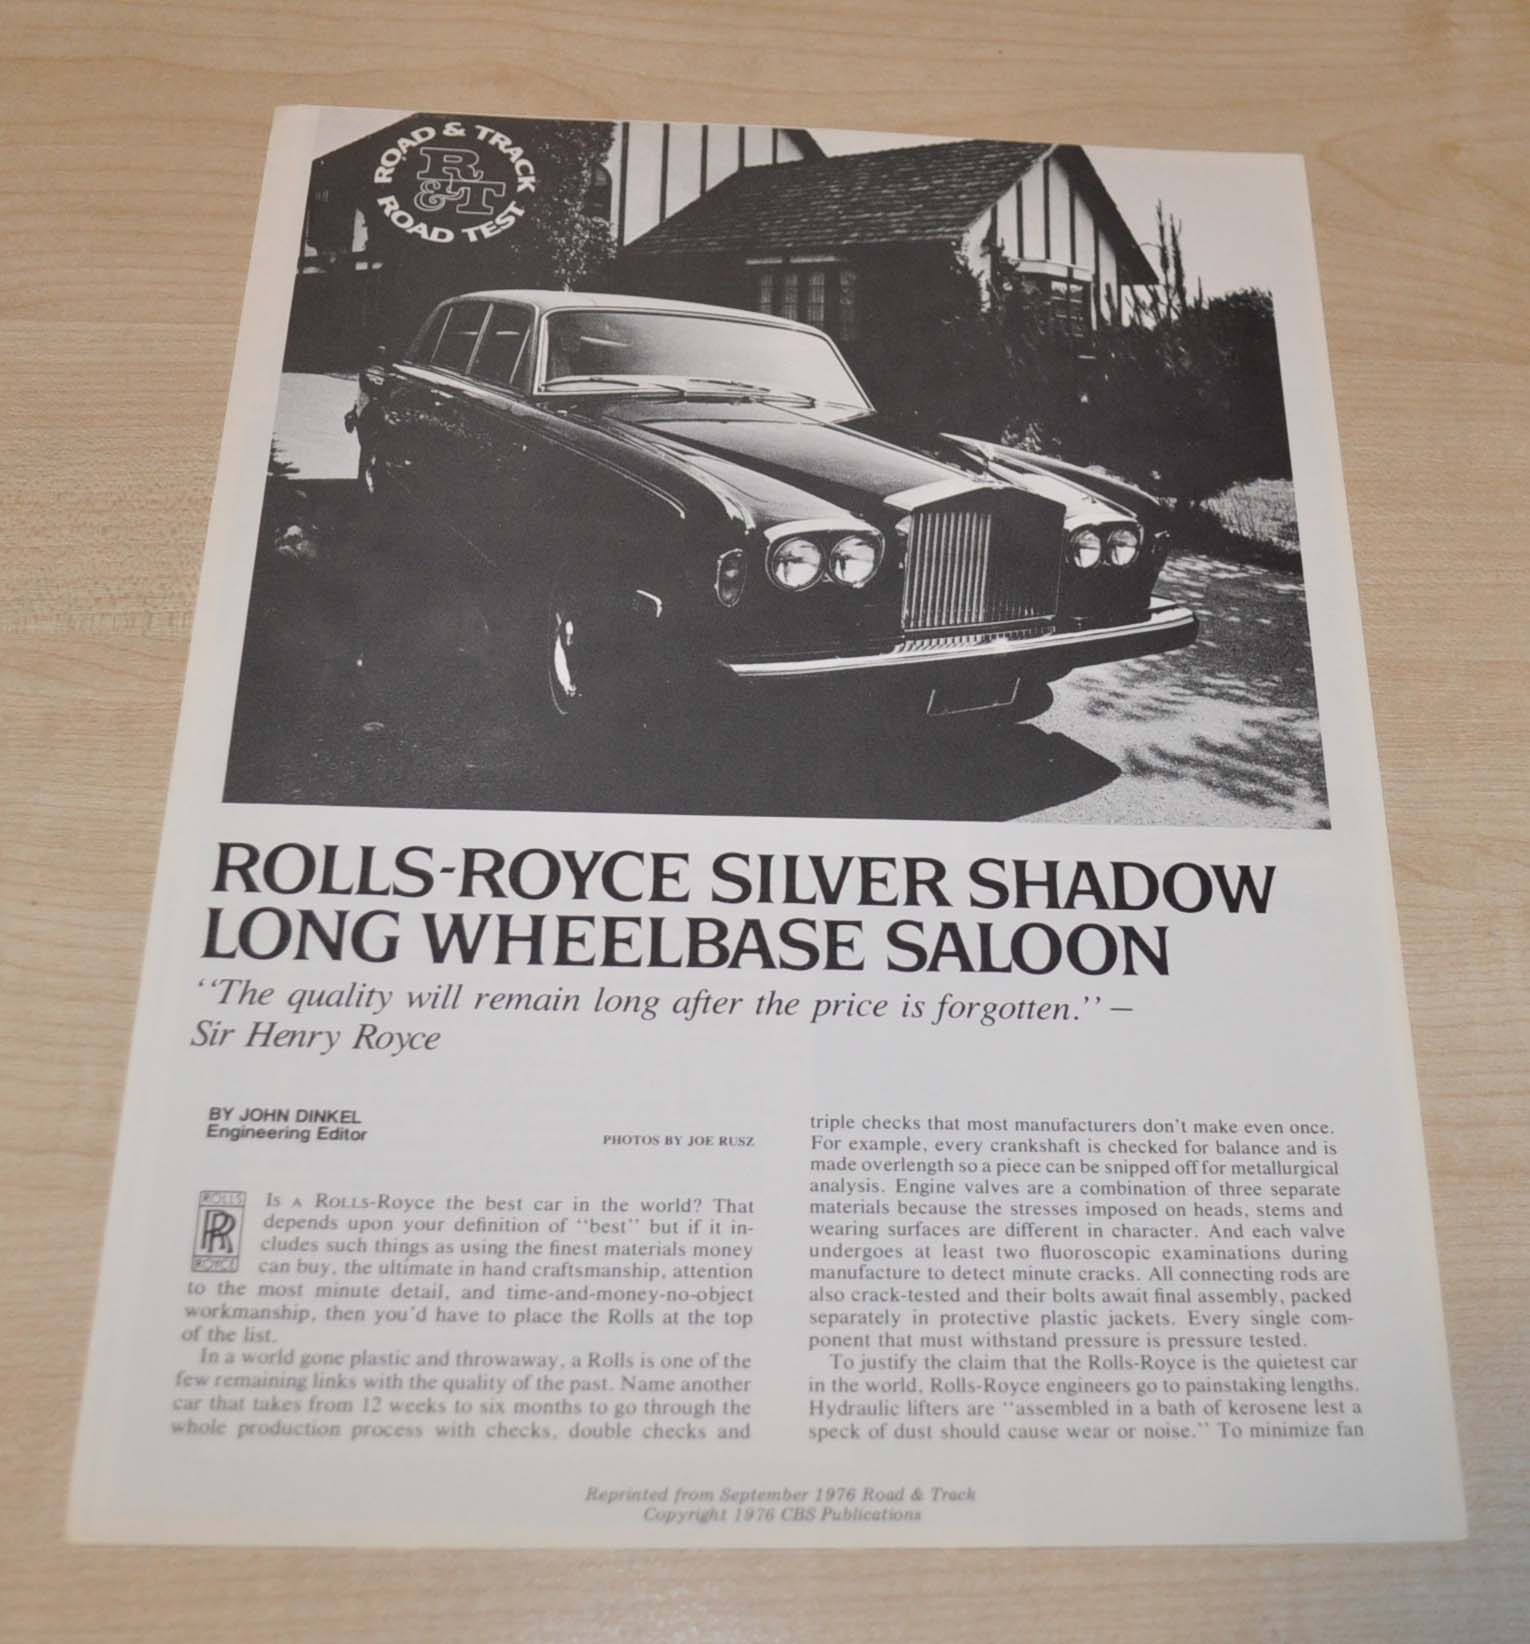 ROAD & TRACK
R&T
ROAD TEST
ROLLS-ROYCE SILVER SHADOW
LONG WHEELBASE SALOON
‘‘The quality will remain long after the price is forgotten.’’ —
Sir Henry Royce
BY JOHN DINKEL
Engineering Editor
PHOTOS BY JOE RUSZ
ROLLS
RR
ROYCE
Is a Rolls-Royce the best car in the world? That
depends upon your definition of ‘‘best’’ but if it in-
cludes such things as using the finest materials money
can buy, the ultimate in hand craftsmanship, attention
to the most minute detail, and time-and-money-no-object
workmanship, then you’d have to place the Rolls at the top
of the list.
In a world gone plastic and throwaway, a Rolls is one of the
few remaining links with the quality of the past. Name another
car that takes from 12 weeks to six months to go through the
whole production process with checks, double checks and
triple checks that most manufacturers don’t make even once.
For example, every crankshaft is checked for balance and is
made overlength so a piece can be snipped off for metallurgical
analysis. Engine valves are a combination of three separate
materials because the stresses imposed on heads, stems and
wearing surfaces are different in character. And each valve
undergoes at least two fluoroscopic examinations during
manufacture to detect minute cracks. All connecting rods are
also crack-tested and their bolts await final assembly, packed
separately in protective plastic jackets. Every single com-
ponent that must withstand pressure is pressure tested.
To justify the claim that the Rolls-Royce is the quietest car
in the world, Rolls-Royce engineers go to painstaking lengths.
Hydraulic lifters are ‘‘assembled in a bath of kerosene lest a
speck of dust should cause wear or noise.’’ To minimize fan
Reprinted from September 1976 Road & Track
Copyright 1976 CBS Publications